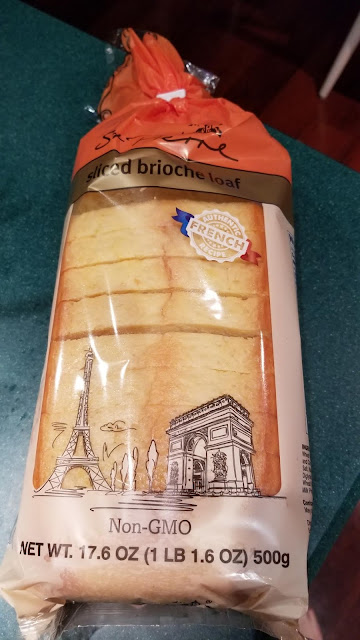 sliced brioche loaf
AUTHENTIC
FRENCH
RECIPE
Non-GMO
NET WT. 17.6 OZ (1 LB 1.6 OZ) 500g